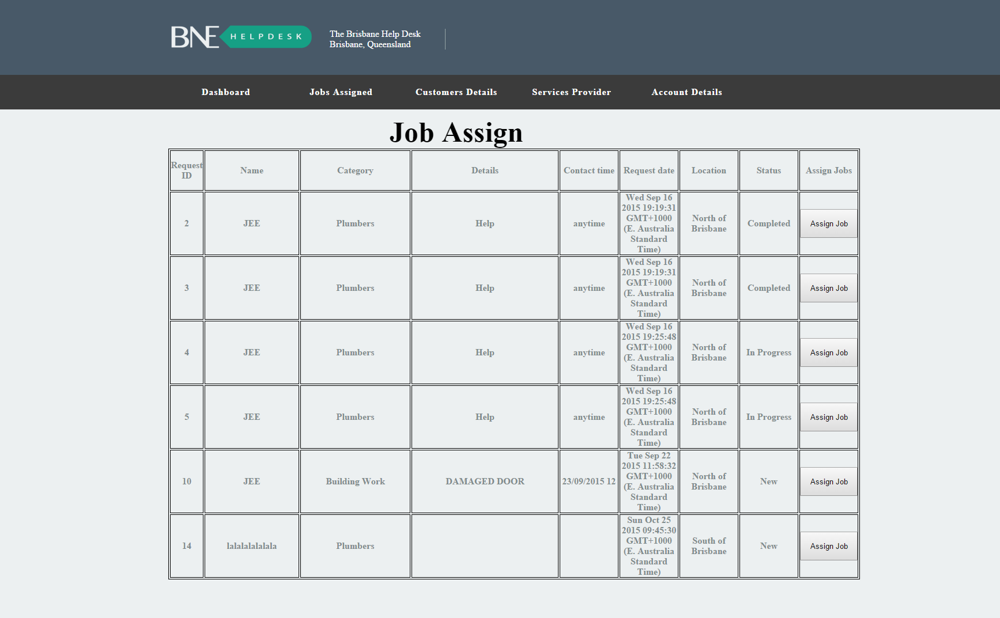 BNE HELPDESK
The Brisbane Help Desk
Brisbane, Queensland
Dashboard Jobs Assigned Customers Details Services Provider Account Details
Job Assign
Request
ID
Name
Category
Details
Contact time
Request date
Location
Status
Assign Jobs
2
JEE
Plumbers
Help
anytime
Wed Sep 16
2015 19:19:31
GMT+1000
(E. Australia
Standard
Time)
North of
Brisbane
Completed
Assign Job
3
JEE
Plumbers
Help
anytime
Wed Sep 16
2015 19:19:31
GMT+1000
(E. Australia
Standard
Time)
North of
Brisbane
Completed
Assign Job
4
JEE
Plumbers
Help
anytime
Wed Sep 16
2015 19:25:48
GMT+1000
(E. Australia
Standard
Time)
North of
Brisbane
In Progress
Assign Job
5
JEE
Plumbers
Help
anytime
Wed Sep 16
2015 19:25:48
GMT+1000
(E. Australia
Standard
Time)
North of
Brisbane
In Progress
Assign Job
10
JEE
Building Work
DAMAGED DOOR
23/09/2015 12
Tue Sep 22
2015 11:58:32
GMT+1000
(E. Australia
Standard
Time)
North of
Brisbane
New
Assign Job
14
lalalalalalala
Plumbers
Sun Oct 25
2015 09:45:30
GMT+1000
(E. Australia
Standard
Time)
South of
Brisbane
New
Assign Job